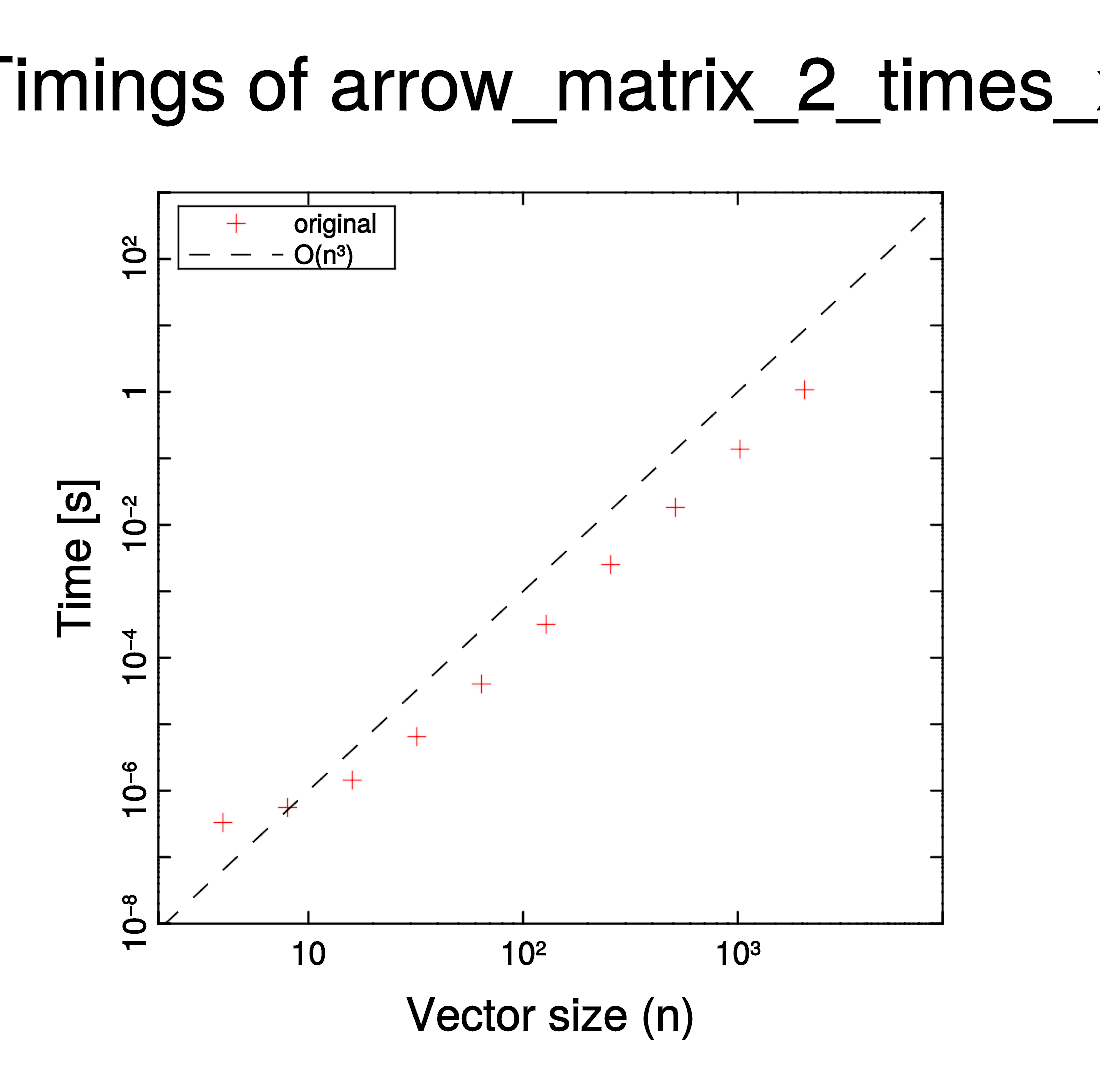 Timings of arrow_matrix_2_times_x
original
O(n³)
10²
1
10⁻²
10⁻⁴
10⁻⁶
10⁻⁸
Time [s]
10
10²
10³
Vector size (n)